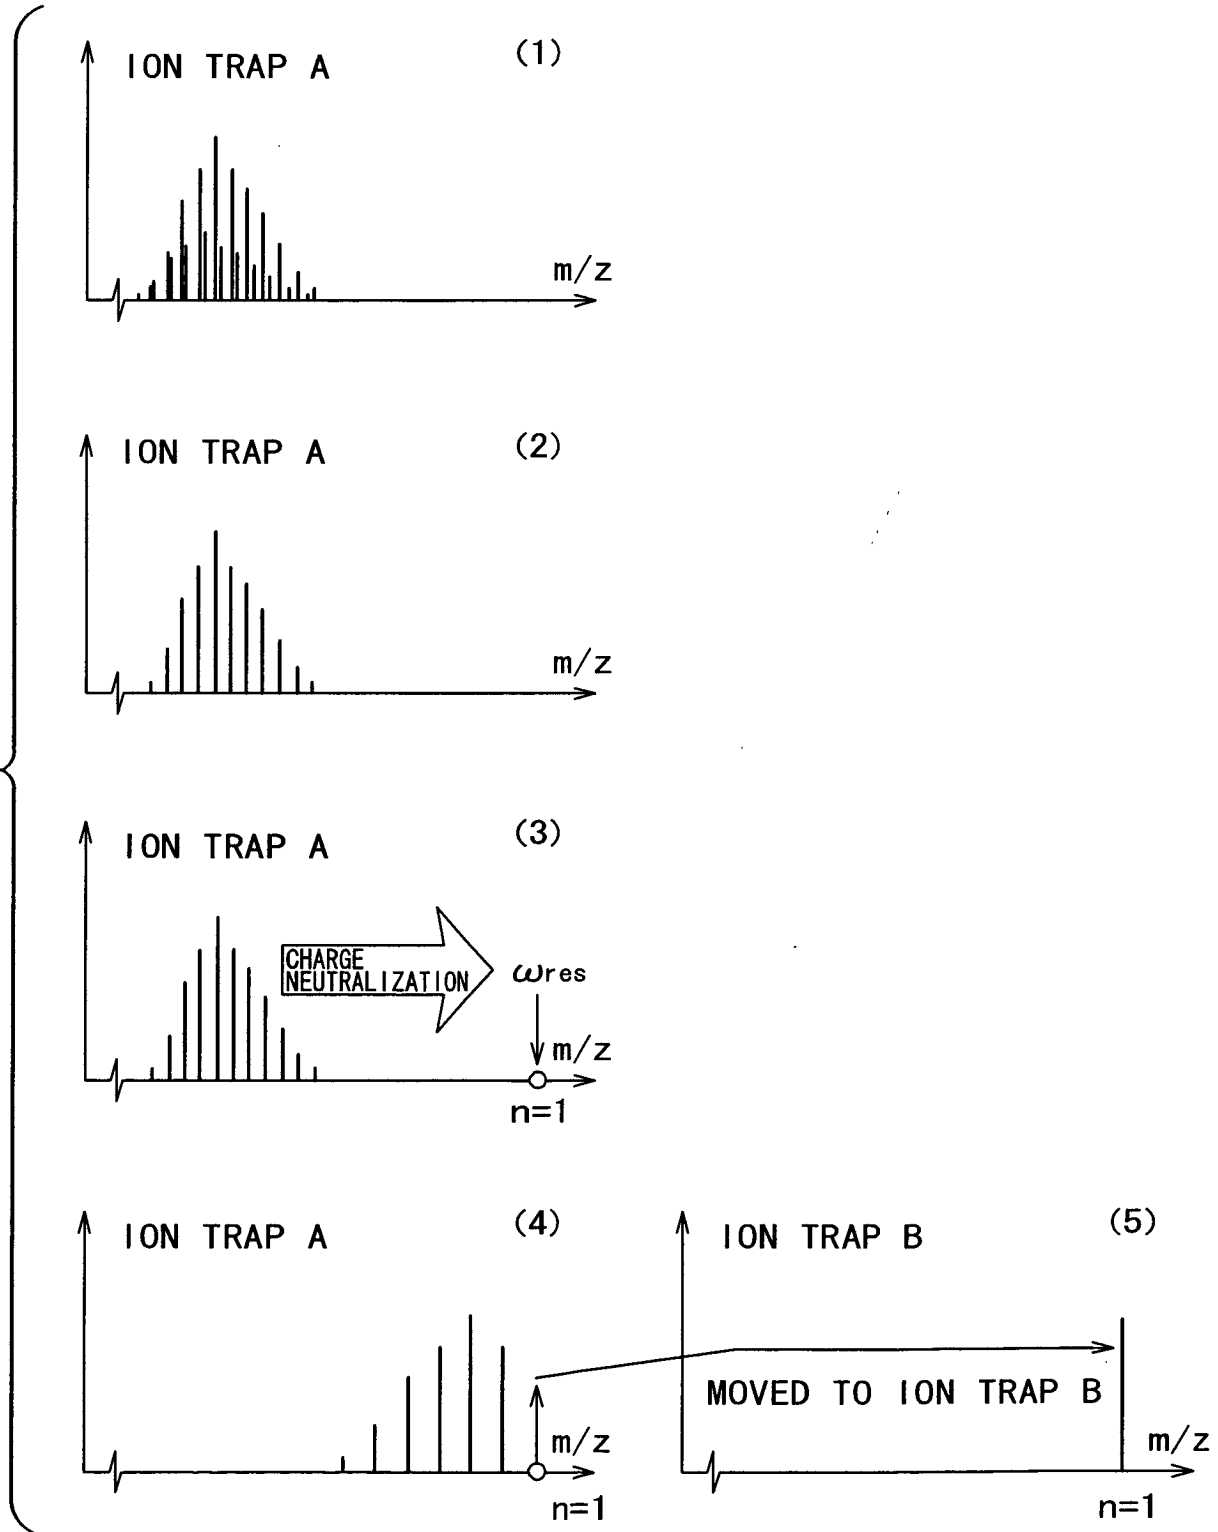 ION TRAP A (1)
m/z
ION TRAP A (2)
m/z
ION TRAP A (3)
CHARGE
NEUTRALIZATION
ωres
m/z
n=1
ION TRAP A (4)
m/z
n=1
ION TRAP B (5)
MOVED TO ION TRAP B
m/z
n=1